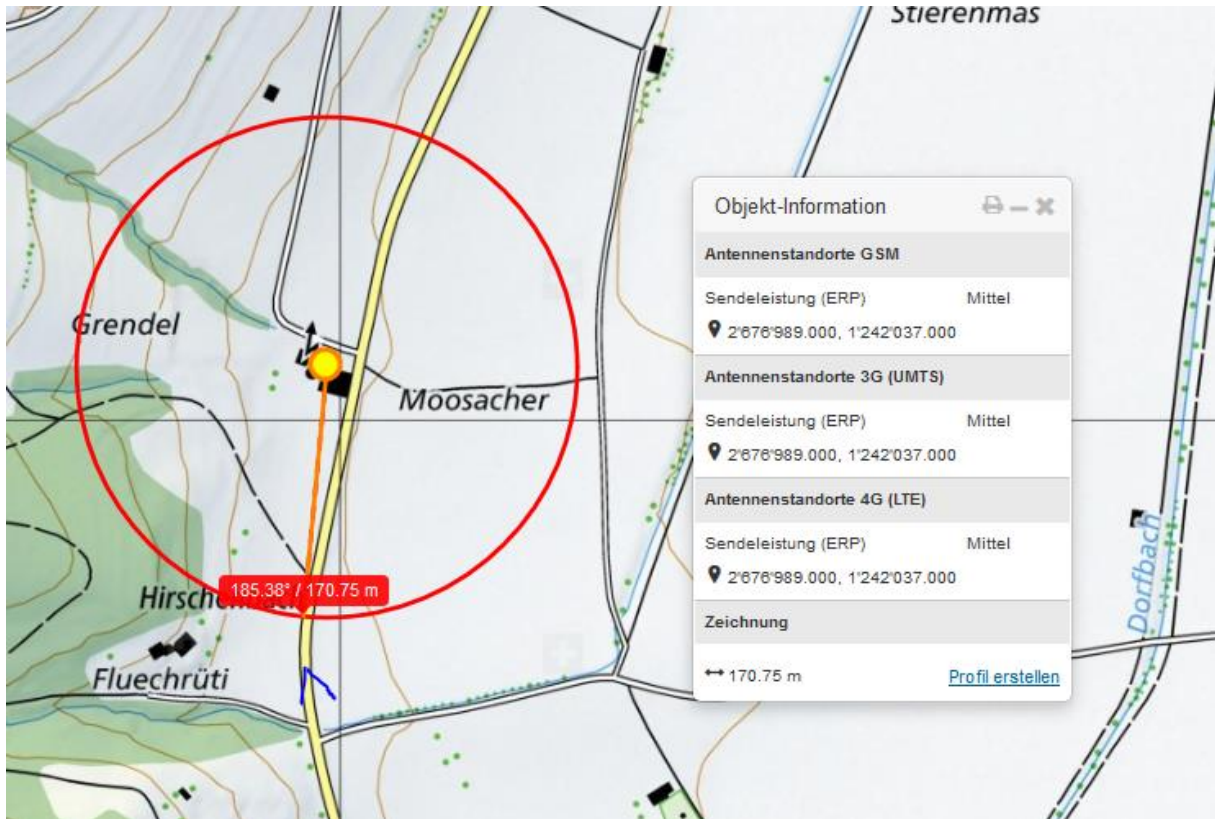 Stierenmas
Objekt-Information
Antennenstandorte GSM
Sendeleistung (ERP) Mittel
2'676'989.000, 1'242'037.000
Grendel
Antennenstandorte 3G (UMTS)
Moosacher
Sendeleistung (ERP) Mittel
2'676'989.000, 1'242'037.000
Antennenstandorte 4G (LTE)
Sendeleistung (ERP) Mittel
2'676'989.000, 1'242'037.000
Dorfbach
185.38° / 170.75 m
Zeichnung
Fluechrüti
170.75 m Profil erstellen